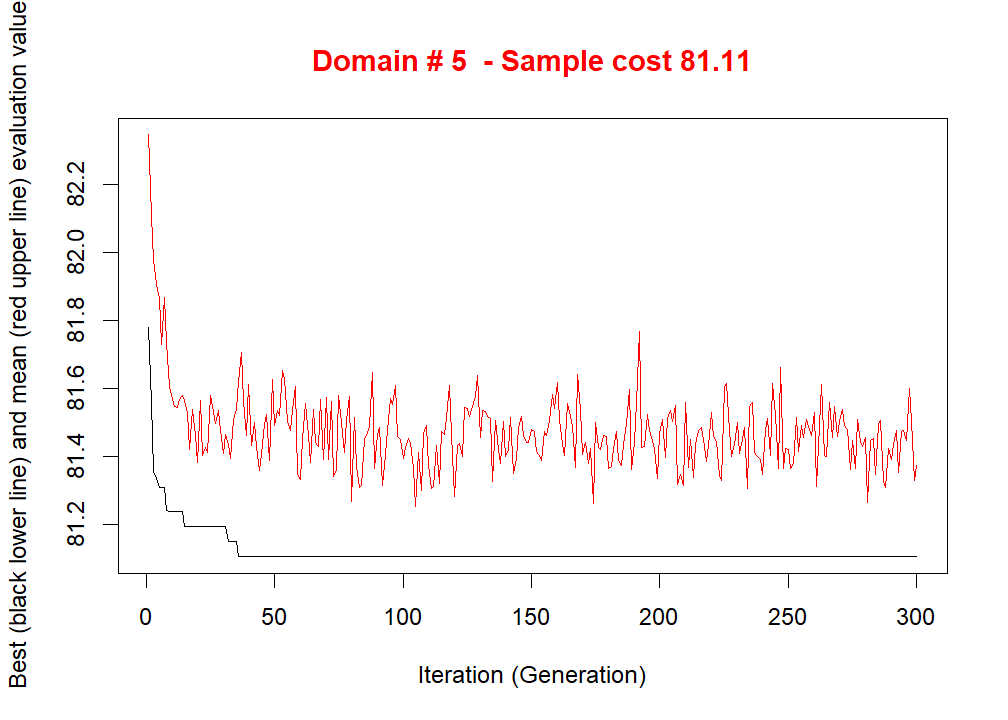 Domain # 5  - Sample cost 81.11
Best (black lower line) and mean (red upper line) evaluation value
82.2
82.0
81.8
81.6
81.4
81.2
0 50 100 150 200 250 300
Iteration (Generation)